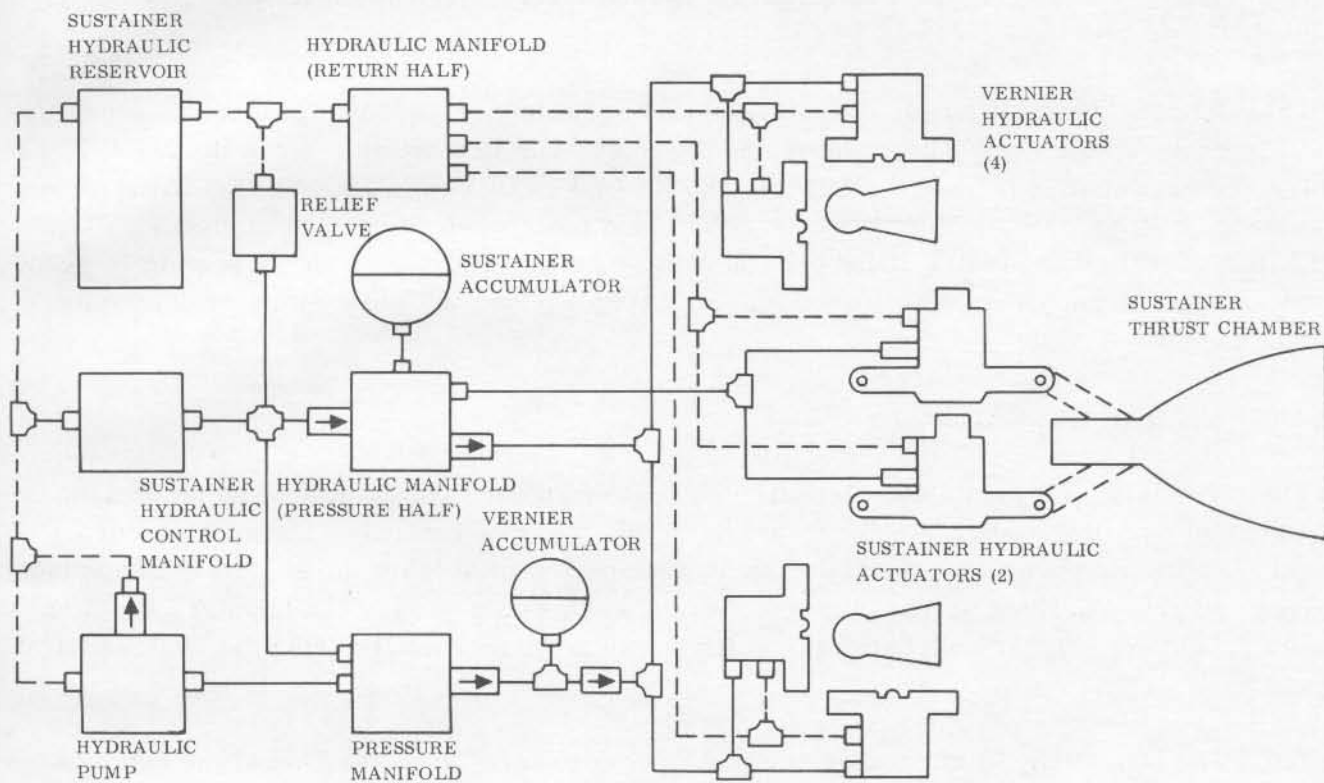 SUSTAINER
HYDRAULIC
RESERVOIR
HYDRAULIC MANIFOLD
(RETURN HALF)
VERNIER
HYDRAULIC
ACTUATORS
(4)
RELIEF
VALVE
SUSTAINER
ACCUMULATOR
SUSTAINER
THRUST CHAMBER
SUSTAINER
HYDRAULIC
CONTROL
MANIFOLD
HYDRAULIC MANIFOLD
(PRESSURE HALF)
VERNIER
ACCUMULATOR
SUSTAINER HYDRAULIC
ACTUATORS (2)
HYDRAULIC
PUMP
PRESSURE
MANIFOLD